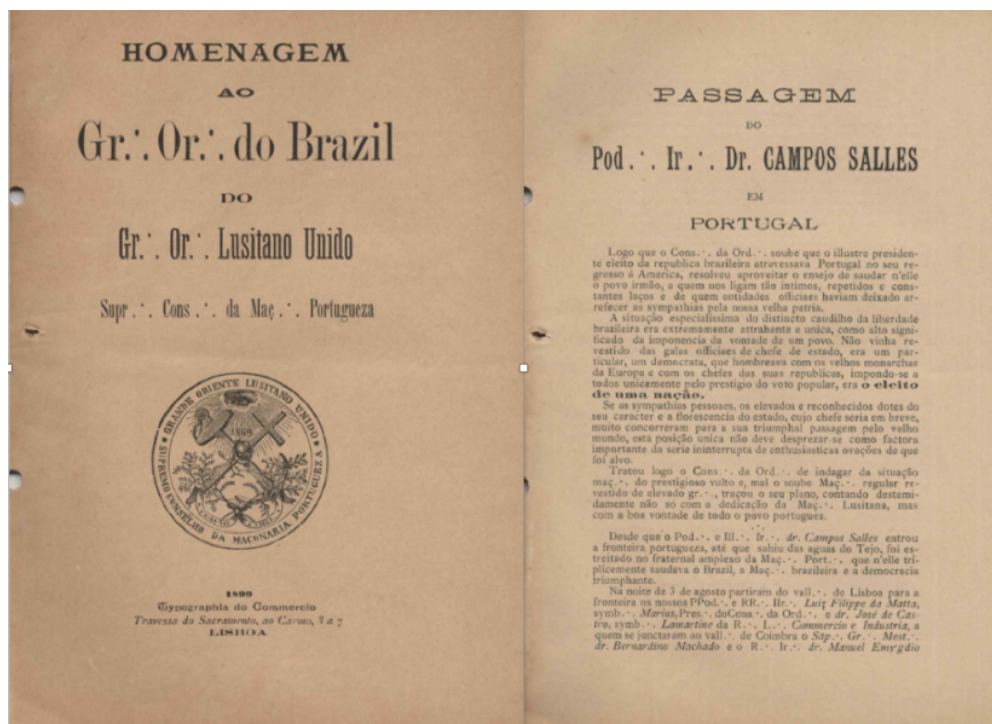 HOMENAGEM
AO
Gr.·. Or.·. do Brazil
DO
Gr.·. Or.·. Lusitano Unido
Supr.·. Cons.·. da Maç.·. Portugueza
GRANDE ORIENTE LUSITANO UNIDO
SUPREMO CONSELHO DA MAÇONARIA PORTUGUEZA
1869
1899
Typographia do Commercio
Travessa do Sacramento, ao Carmo, 3 a 7
LISBOA
PASSAGEM
DO
Pod.·. Ir.·. Dr. CAMPOS SALLES
EM
PORTUGAL
Logo que o Cons.·. da Ord.·. soube que o illustre presiden-
te eleito da republica brazileira atravessava Portugal no seu re-
gresso á America, resolveu aproveitar o ensejo de saudar n'elle
o povo irmão, a quem nos ligam tão intimos, repetidos e cons-
tantes laços e de quem entidades officiaes haviam deixado ar-
refecer as sympathias pela nossa velha patria.
A situação especialissima do distincto caudilho da liberdade
brazileira era extremamente attrahente e unica, como alto signi-
ficado da imponencia da vontade de um povo. Não vinha re-
vestido das galas officiaes de chefe de estado, era um par-
ticular, um democrata, que hombreava com os velhos monarchas
da Europa e com os chefes das suas republicas, impondo-se a
todos unicamente pelo prestigio do voto popular, era o eleito
de uma nação.
Se as sympathias pessoaes, os elevados e reconhecidos dotes do
seu caracter e a florescencia do estado, cujo chefe seria em breve,
muito concorreram para a sua triumphal passagem pelo velho
mundo, esta posição unica não deve desprezar-se como factora
importante da serie ininterrupta de enthusiasticas ovações de que
foi alvo.
Tratou logo o Cons.·. da Ord.·. de indagar da situação
maç.·. do prestigioso vulto e, mal o soube Maç.·. regular re-
vestido de elevado gr.·., traçou o seu plano, contando destemi-
damente não só com a dedicação da Maç.·. Lusitana, mas
com a boa vontade de todo o povo portuguez.
Desde que o Pod.·. e Ill.·. Ir.·. dr. Campos Salles entrou
a fronteira portugueza, até que sahiu das aguas do Tejo, foi es-
treitado no fraternal amplexo da Maç.·. Port.·. que n'elle tri-
plicemente saudava o Brazil, a Maç.·. brazileira e a democracia
triumphante.
Na noite de 3 de agosto partiram do vall.·. de Lisboa para a
fronteira os nossos PPod.·. e RR.·. IIr.·. Luiz Filippe da Matta,
symb.·. Marius, Pres.·. do Cons.·. da Ord.·. e dr. José de Cas-
tro, symb.·. Lamartine da R.·. L.·. Commercio e Industria, a
quem se junctaram ao vall.·. de Coimbra o Sap.·. Gr.·. Mest.·.
dr. Bernardino Machado e o R.·. Ir.·. dr. Manuel Emygdio